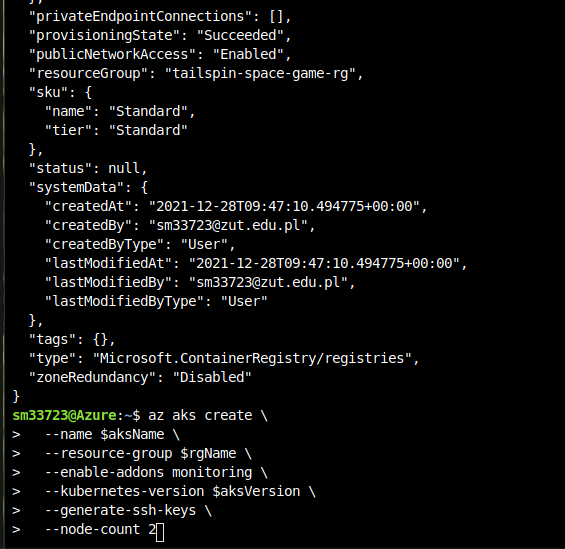 },
"privateEndpointConnections": [],
"provisioningState": "Succeeded",
"publicNetworkAccess": "Enabled",
"resourceGroup": "tailspin-space-game-rg",
"sku": {
"name": "Standard",
"tier": "Standard"
},
"status": null,
"systemData": {
"createdAt": "2021-12-28T09:47:10.494775+00:00",
"createdBy": "sm33723@zut.edu.pl",
"createdByType": "User",
"lastModifiedAt": "2021-12-28T09:47:10.494775+00:00",
"lastModifiedBy": "sm33723@zut.edu.pl",
"lastModifiedByType": "User"
},
"tags": {},
"type": "Microsoft.ContainerRegistry/registries",
"zoneRedundancy": "Disabled"
}
sm33723@Azure:~$ az aks create \
>   --name $aksName \
>   --resource-group $rgName \
>   --enable-addons monitoring \
>   --kubernetes-version $aksVersion \
>   --generate-ssh-keys \
>   --node-count 2